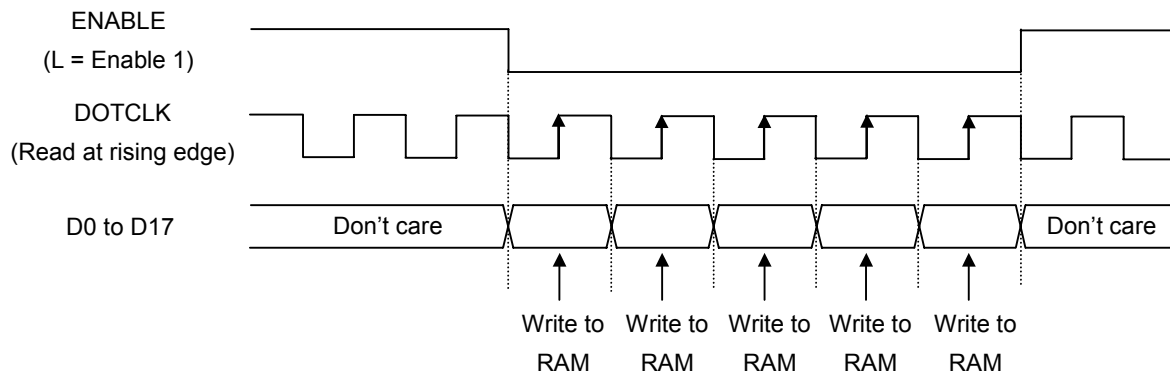 ENABLE
(L = Enable 1)
DOTCLK
(Read at rising edge)
D0 to D17
Don't care
Don't care
Write to
RAM
Write to
RAM
Write to
RAM
Write to
RAM
Write to
RAM